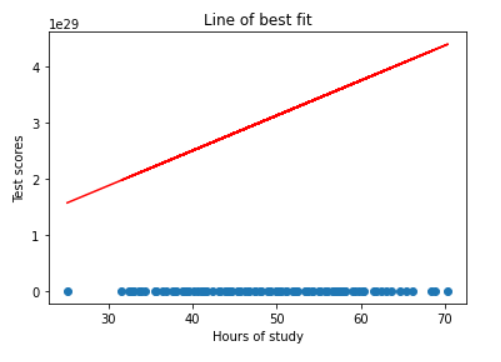 Line of best fit
1e29
4
3
2
1
0
Test scores
30 40 50 60 70
Hours of study